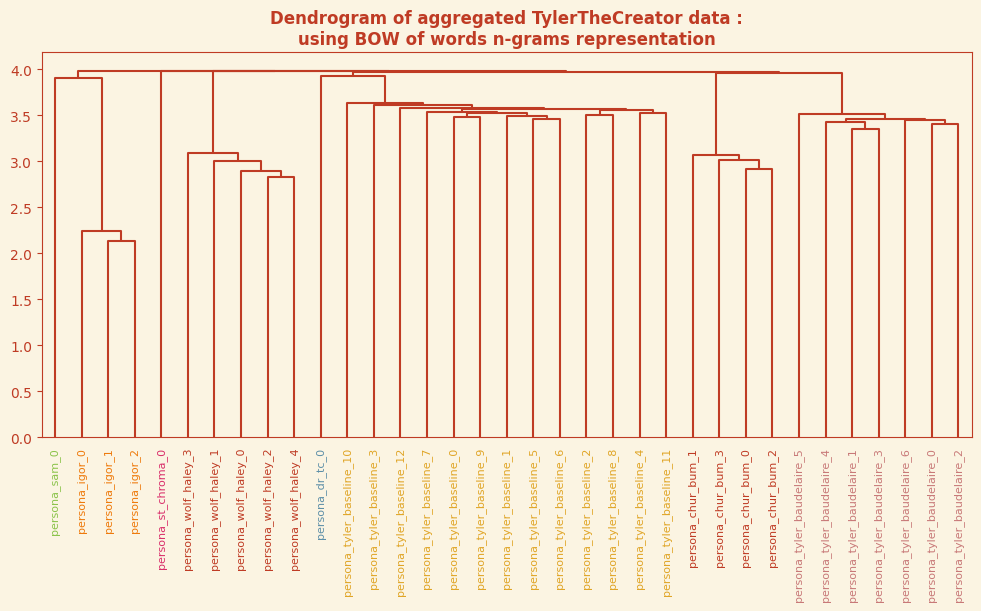 Dendrogram of aggregated TylerTheCreator data :
using BOW of words n-grams representation
4.0
3.5
3.0
2.5
2.0
1.5
1.0
0.5
0.0
persona_sam_0
persona_igor_0
persona_igor_1
persona_igor_2
persona_st_chroma_0
persona_wolf_haley_3
persona_wolf_haley_1
persona_wolf_haley_0
persona_wolf_haley_2
persona_wolf_haley_4
persona_dr_tc_0
persona_tyler_baseline_10
persona_tyler_baseline_3
persona_tyler_baseline_12
persona_tyler_baseline_7
persona_tyler_baseline_0
persona_tyler_baseline_9
persona_tyler_baseline_1
persona_tyler_baseline_5
persona_tyler_baseline_6
persona_tyler_baseline_2
persona_tyler_baseline_8
persona_tyler_baseline_4
persona_tyler_baseline_11
persona_chur_bum_1
persona_chur_bum_3
persona_chur_bum_0
persona_chur_bum_2
persona_tyler_baudelaire_5
persona_tyler_baudelaire_4
persona_tyler_baudelaire_1
persona_tyler_baudelaire_3
persona_tyler_baudelaire_6
persona_tyler_baudelaire_0
persona_tyler_baudelaire_2